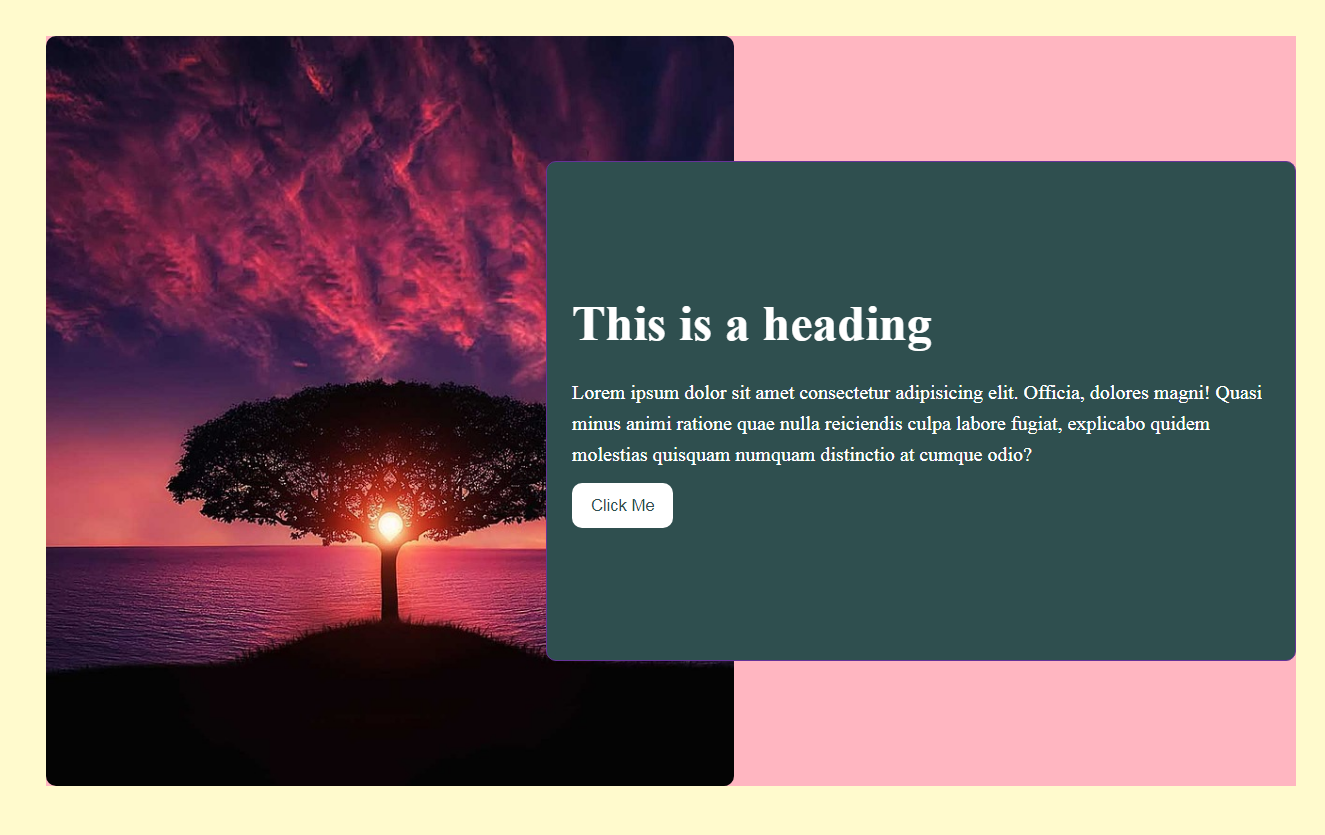 This is a heading
Lorem ipsum dolor sit amet consectetur adipisicing elit. Officia, dolores magni! Quasi
minus animi ratione quae nulla reiciendis culpa labore fugiat, explicabo quidem
molestias quisquam numquam distinctio at cumque odio?
Click Me